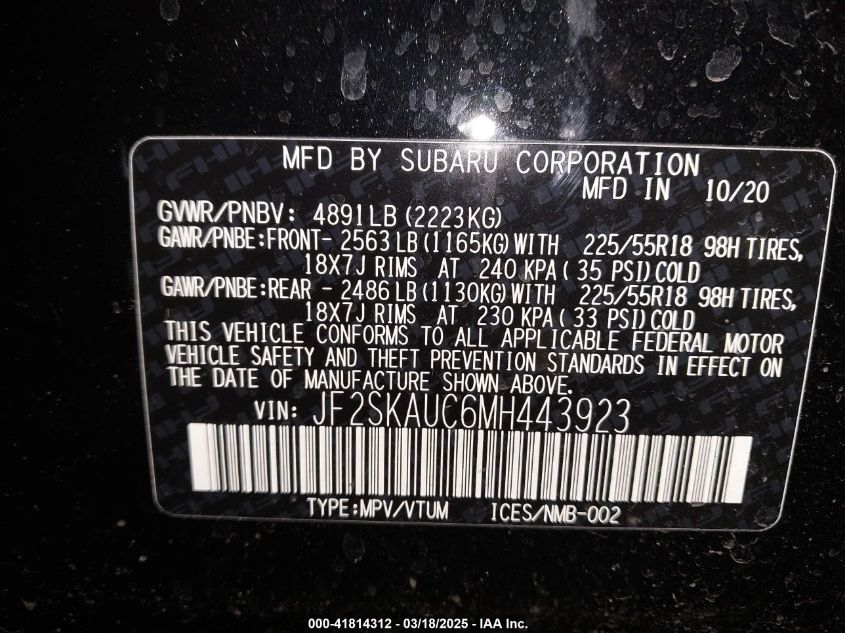 MFD BY SUBARU CORPORATION
MFD IN 10/20
GVWR/PNBV: 4891LB (2223KG)
GAWR/PNBE:FRONT- 2563LB(1165KG)WITH 225/55R18 98H TIRES,
18X7J RIMS AT 240 KPA( 35 PSI)COLD
GAWR/PNBE:REAR - 2486LB(1130KG)WITH 225/55R18 98H TIRES,
18X7J RIMS AT 230 KPA( 33 PSI)COLD
THIS VEHICLE CONFORMS TO ALL APPLICABLE FEDERAL MOTOR
VEHICLE SAFETY AND THEFT PREVENTION STANDARDS IN EFFECT ON
THE DATE OF MANUFACTURE SHOWN ABOVE.
VIN: JF2SKAUC6MH443923
TYPE:MPV/VTUM ICES/NMB-002
000-41814312 - 03/18/2025 - IAA Inc.